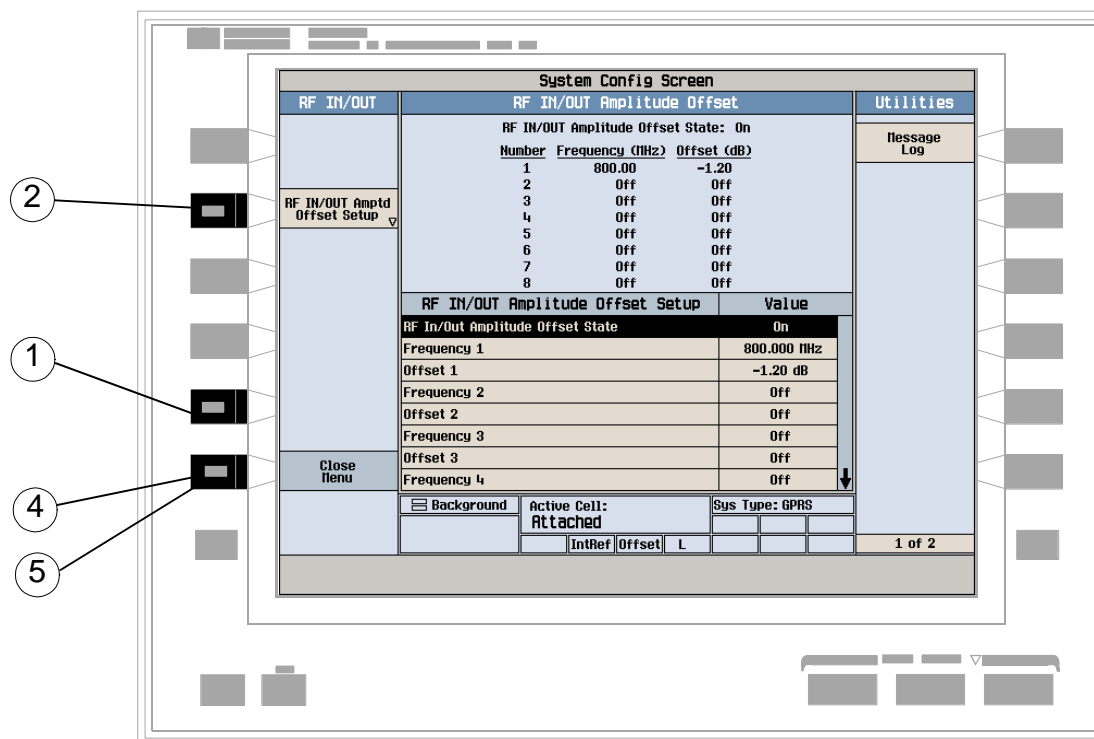 System Config Screen
RF IN/OUT
RF IN/OUT Amplitude Offset
Utilities
RF IN/OUT Amplitude Offset State: On
Number Frequency (MHz) Offset (dB)
1 800.00 -1.20
2 Off Off
3 Off Off
4 Off Off
5 Off Off
6 Off Off
7 Off Off
8 Off Off
Message
Log
2
RF IN/OUT Amptd
Offset Setup
RF IN/OUT Amplitude Offset Setup Value
RF In/Out Amplitude Offset State On
Frequency 1 800.000 MHz
Offset 1 -1.20 dB
Frequency 2 Off
Offset 2 Off
Frequency 3 Off
Offset 3 Off
Frequency 4 Off
1
Close
Menu
4
5
Background
Active Cell:
Attached
Sys Type: GPRS
IntRef Offset L
1 of 2